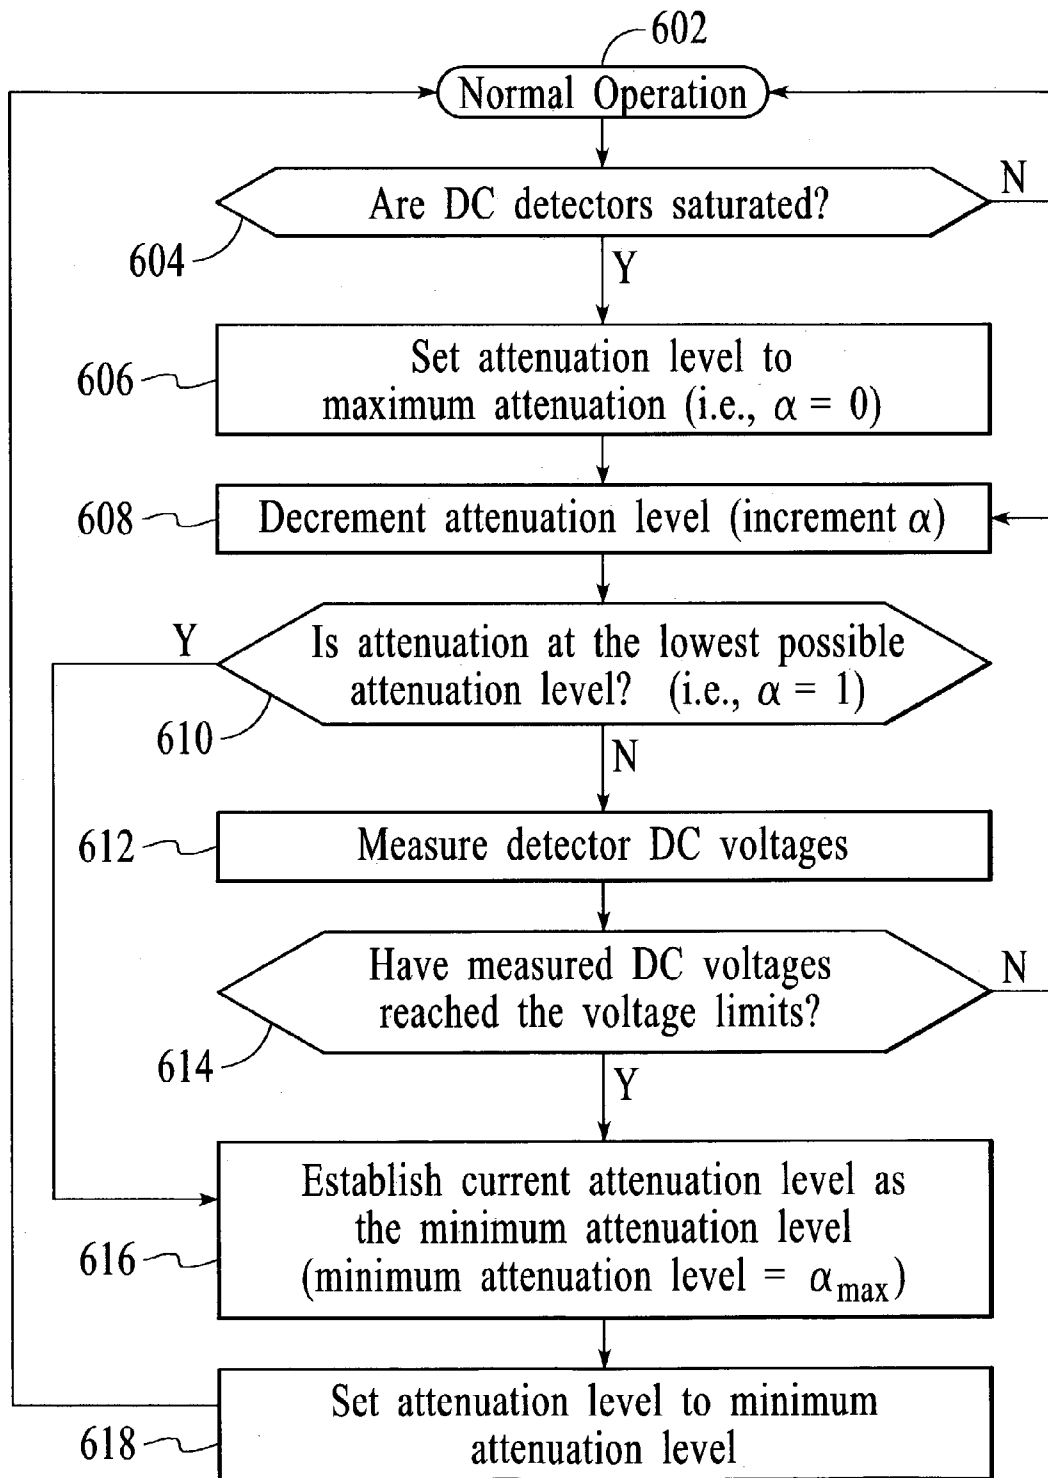 602
Normal Operation
Are DC detectors saturated?
N
604
Y
Set attenuation level to
maximum attenuation (i.e., α = 0)
606
Decrement attenuation level (increment α)
608
Y
Is attenuation at the lowest possible
attenuation level? (i.e., α = 1)
610
N
612
Measure detector DC voltages
Have measured DC voltages
reached the voltage limits?
N
614
Y
Establish current attenuation level as
the minimum attenuation level
(minimum attenuation level = αmax)
616
Set attenuation level to minimum
attenuation level
618